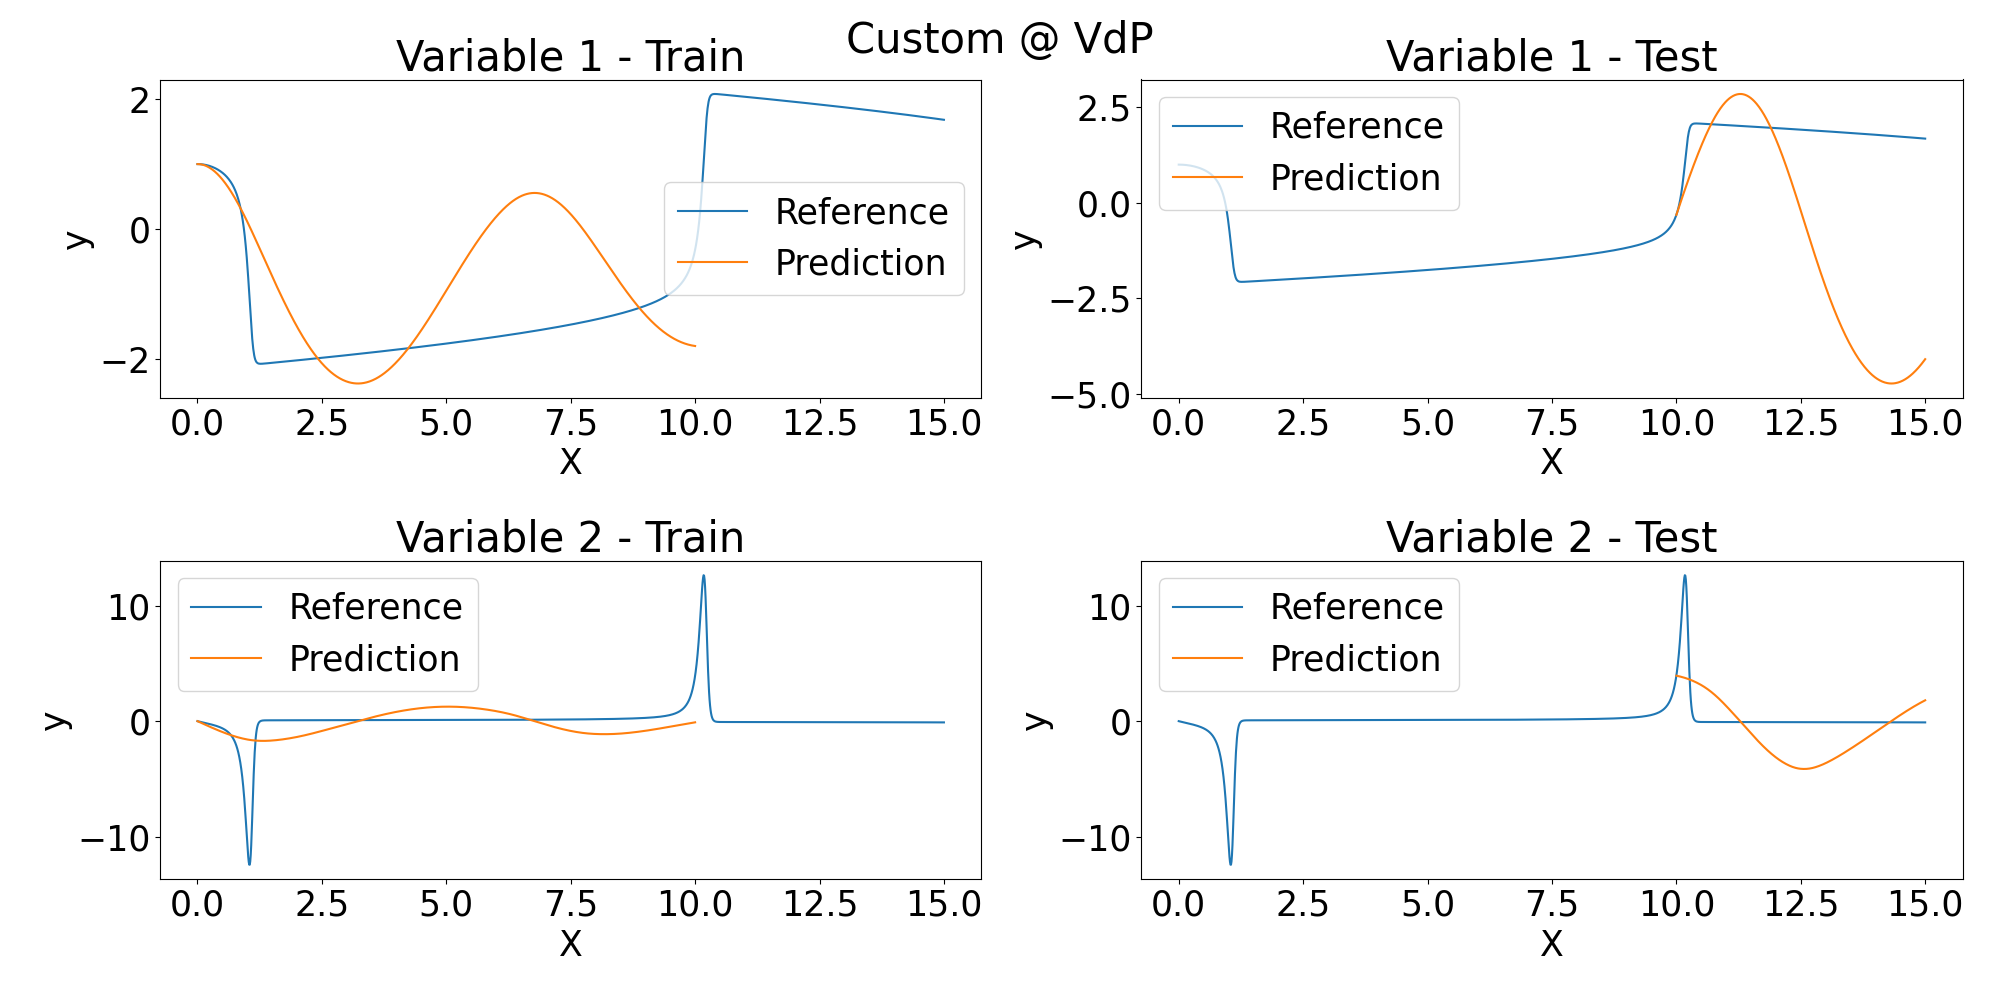 Custom @ VdP
Variable 1 - Train
2
0
−2
y
Reference
Prediction
0.0 2.5 5.0 7.5 10.0 12.5 15.0
X
Variable 1 - Test
2.5
0.0
−2.5
−5.0
y
Reference
Prediction
0.0 2.5 5.0 7.5 10.0 12.5 15.0
X
Variable 2 - Train
10
0
−10
y
Reference
Prediction
0.0 2.5 5.0 7.5 10.0 12.5 15.0
X
Variable 2 - Test
10
0
−10
y
Reference
Prediction
0.0 2.5 5.0 7.5 10.0 12.5 15.0
X